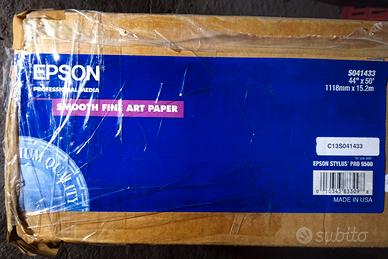 EPSON
PROFESSIONAL MEDIA
SMOOTH FINE ART PAPER
S041433
44" x 50'
1118mm x 15.2m
C13S041433
EPSON STYLUS® PRO 9500
MADE IN USA
QUALITY
subito